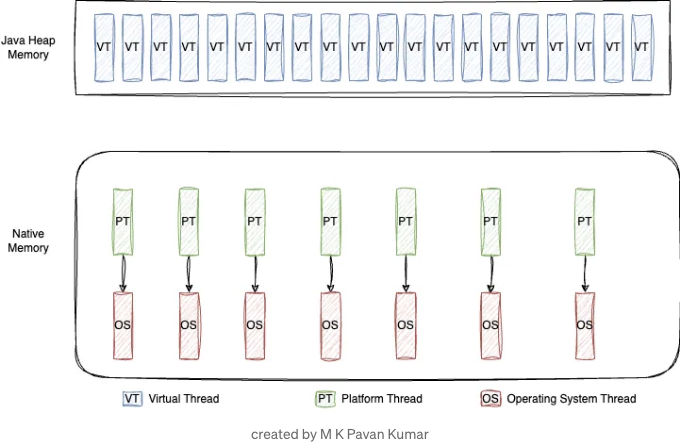 Java Heap
Memory
VT VT VT VT VT VT VT VT VT VT VT VT VT VT VT VT VT VT VT VT
Native
Memory
PT PT PT PT PT PT PT
OS OS OS OS OS OS OS
VT Virtual Thread PT Platform Thread OS Operating System Thread
created by M K Pavan Kumar